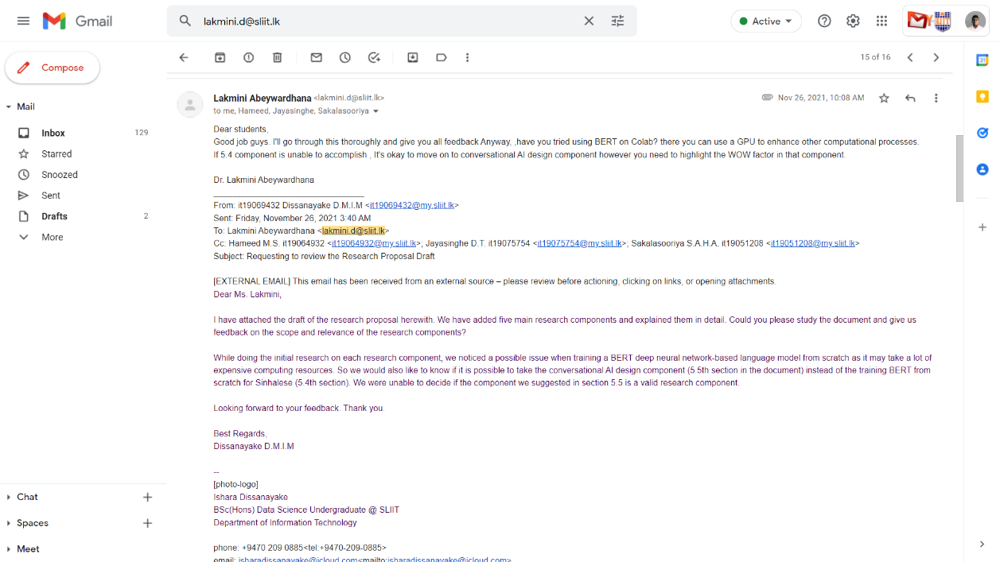 Gmail
lakmini.d@sliit.lk
Active
Compose
15 of 16
Mail
Inbox 129
Starred
Snoozed
Sent
Drafts 2
More
Chat
Spaces
Meet
Lakmini Abeywardhana <lakmini.d@sliit.lk>
Nov 26, 2021, 10:08 AM
to me, Hameed, Jayasinghe, Sakalasooriya
Dear students,
Good job guys. I'll go through this thoroughly and give you all feedback Anyway, ,have you tried using BERT on Colab? there you can use a GPU to enhance other computational processes.
If 5.4 component is unable to accomplish , It's okay to move on to conversational AI design component however you need to highlight the WOW factor in that component.
Dr. Lakmini Abeywardhana
________________________________
From: it19069432 Dissanayake D.M.I.M <it19069432@my.sliit.lk>
Sent: Friday, November 26, 2021 3:40 AM
To: Lakmini Abeywardhana <lakmini.d@sliit.lk>
Cc: Hameed M.S. it19064932 <it19064932@my.sliit.lk>; Jayasinghe D.T. it19075754 <it19075754@my.sliit.lk>; Sakalasooriya S.A.H.A. it19051208 <it19051208@my.sliit.lk>
Subject: Requesting to review the Research Proposal Draft
[EXTERNAL EMAIL] This email has been received from an external source – please review before actioning, clicking on links, or opening attachments.
Dear Ms. Lakmini,
I have attached the draft of the research proposal herewith. We have added five main research components and explained them in detail. Could you please study the document and give us
feedback on the scope and relevance of the research components?
While doing the initial research on each research component, we noticed a possible issue when training a BERT deep neural network-based language model from scratch as it may take a lot of
expensive computing resources. So we would also like to know if it is possible to take the conversational AI design component (5.5th section in the document) instead of the training BERT from
scratch for Sinhalese (5.4th section). We were unable to decide if the component we suggested in section 5.5 is a valid research component.
Looking forward to your feedback. Thank you.
Best Regards,
Dissanayake D.M.I.M
--
[photo-logo]
Ishara Dissanayake
BSc(Hons) Data Science Undergraduate @ SLIIT
Department of Information Technology
phone: +9470 209 0885<tel:+9470-209-0885>
email: isharadissanayake@icloud.com<mailto:isharadissanayake@icloud.com>
31